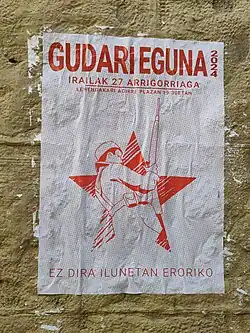 GUDARI EGUNA
2024
IRAILAK 27 ARRIGORRIAGA
LEHENDAKARI AGIRRE PLAZAN
EZ DIRA ILUNETAN ERORIKO